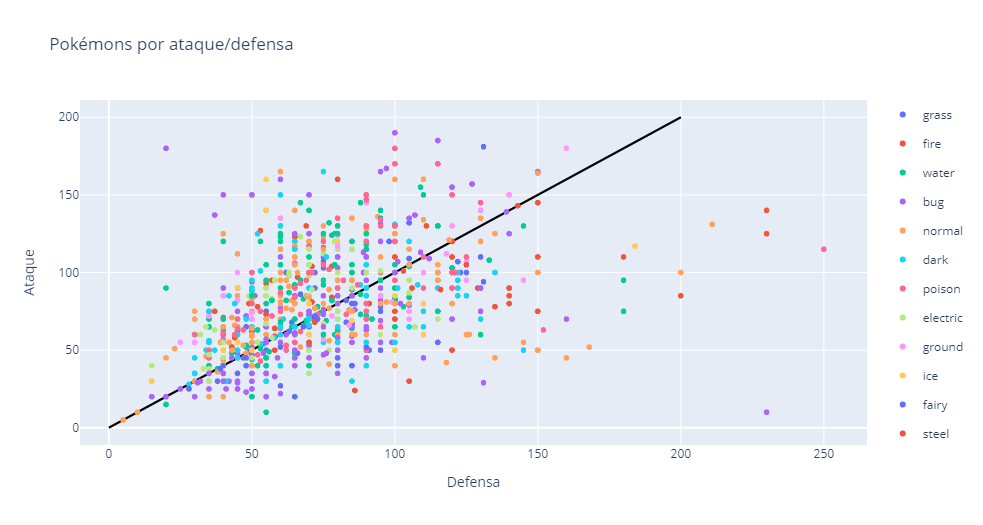 Pokémons por ataque/defensa
Ataque
200
150
100
50
0
0
50
100
150
200
250
Defensa
grass
fire
water
bug
normal
dark
poison
electric
ground
ice
fairy
steel